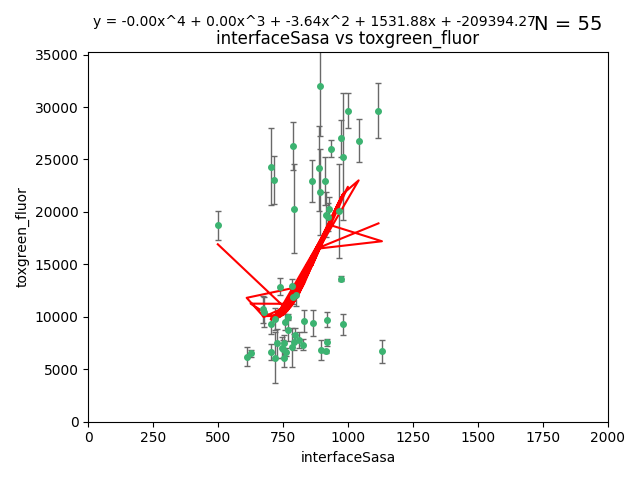 y = -0.00x^4 + 0.00x^3 + -3.64x^2 + 1531.88x + -209394.27
N = 55
interfaceSasa vs toxgreen_fluor
35000
30000
25000
20000
15000
10000
5000
0
toxgreen_fluor
0 250 500 750 1000 1250 1500 1750 2000
interfaceSasa